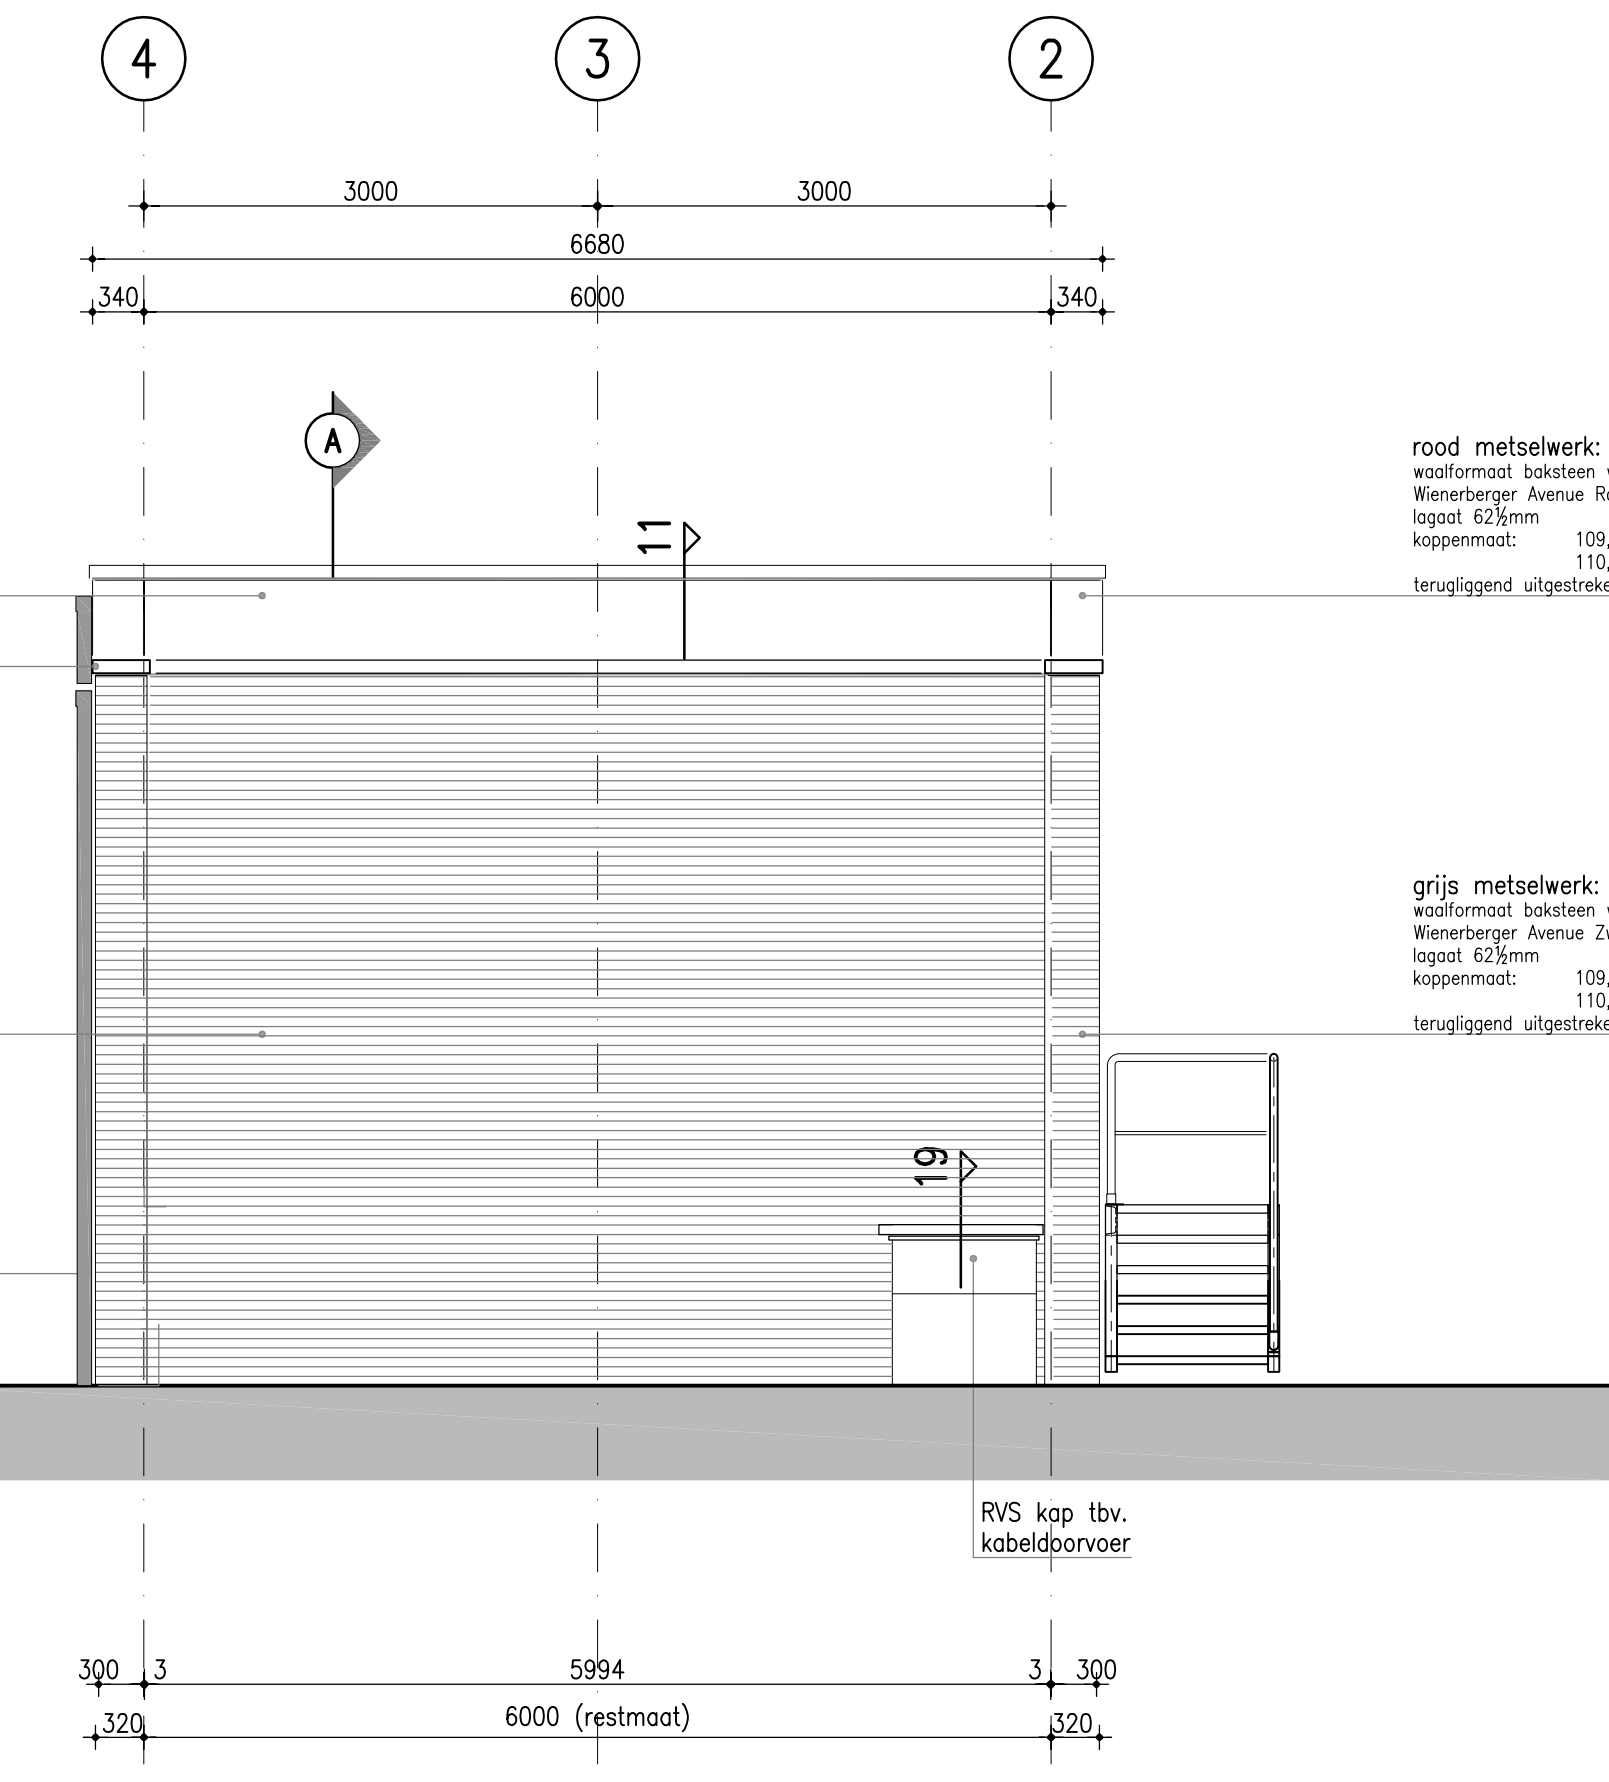 4 3 2
3000 3000
6680
340 6000 340
A
11
rood metselwerk:
waalformaat baksteen
Wienerberger Avenue
lagaat 62½mm
koppenmaat: 109,
110,
terugliggend
grijs metselwerk:
waalformaat baksteen
Wienerberger Avenue
lagaat 62½mm
koppenmaat: 109,
110,
terugliggend
19
RVS kap tbv.
kabeldoorvoer
300 3 5994 3 300
320 6000 (restmaat) 320